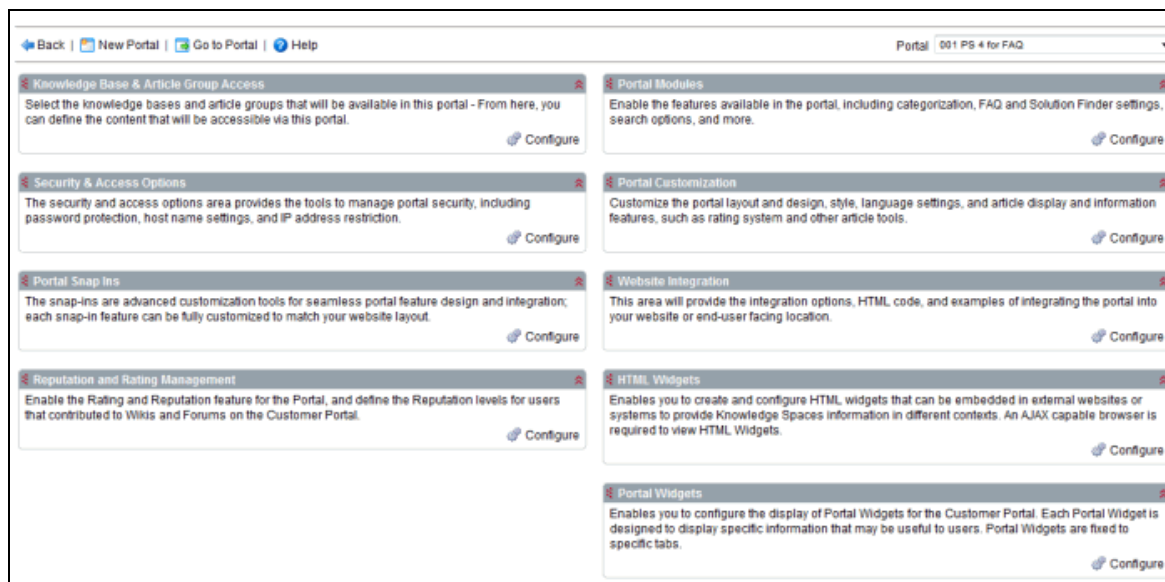 Back | New Portal | Go to Portal | Help
Portal 001 PS 4 for FAQ
Knowledge Base & Article Group Access
Select the knowledge bases and article groups that will be available in this portal - From here, you
can define the content that will be accessible via this portal.
Configure
Security & Access Options
The security and access options area provides the tools to manage portal security, including
password protection, host name settings, and IP address restriction.
Configure
Portal Snap Ins
The snap-ins are advanced customization tools for seamless portal feature design and integration;
each snap-in feature can be fully customized to match your website layout.
Configure
Reputation and Rating Management
Enable the Rating and Reputation feature for the Portal, and define the Reputation levels for users
that contributed to Wikis and Forums on the Customer Portal.
Configure
Portal Modules
Enable the features available in the portal, including categorization, FAQ and Solution Finder settings,
search options, and more.
Configure
Portal Customization
Customize the portal layout and design, style, language settings, and article display and information
features, such as rating system and other article tools.
Configure
Website Integration
This area will provide the integration options, HTML code, and examples of integrating the portal into
your website or end-user facing location.
Configure
HTML Widgets
Enables you to create and configure HTML widgets that can be embedded in external websites or
systems to provide Knowledge Spaces information in different contexts. An AJAX capable browser is
required to view HTML Widgets.
Configure
Portal Widgets
Enables you to configure the display of Portal Widgets for the Customer Portal. Each Portal Widget is
designed to display specific information that may be useful to users. Portal Widgets are fixed to
specific tabs.
Configure